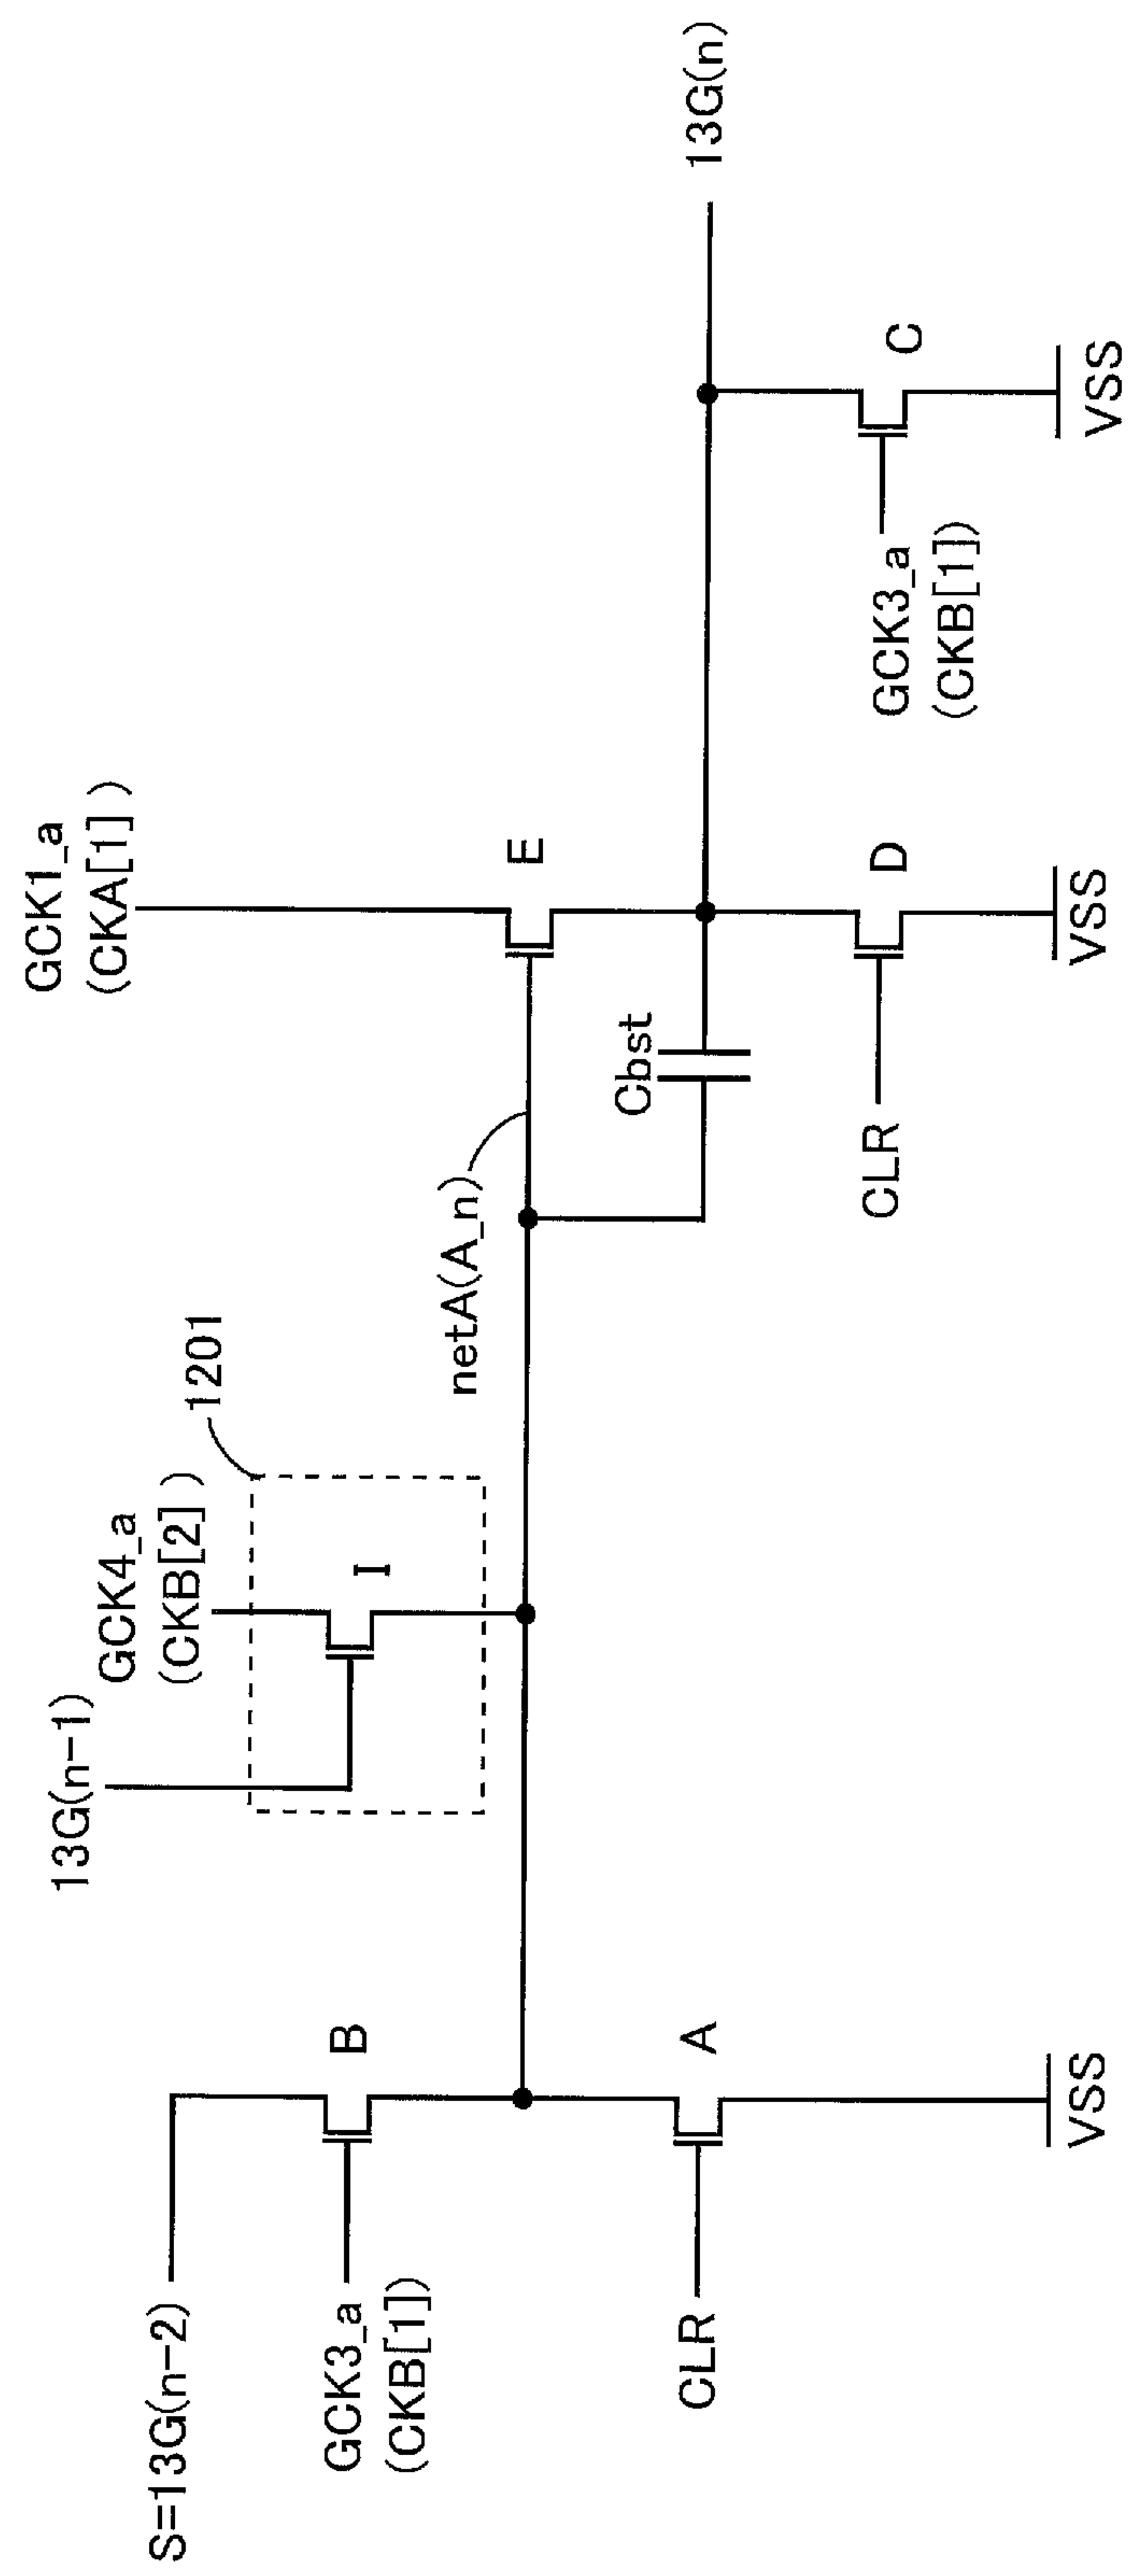 S=13G(n-2)
GCK3_a
(CKB[1])
B
CLR
A
VSS
13G(n-1)
GCK4_a
(CKB[2])
I
1201
netA(A_n)
Cbst
GCK1_a
(CKA[1])
E
CLR
D
VSS
GCK3_a
(CKB[1])
C
VSS
13G(n)